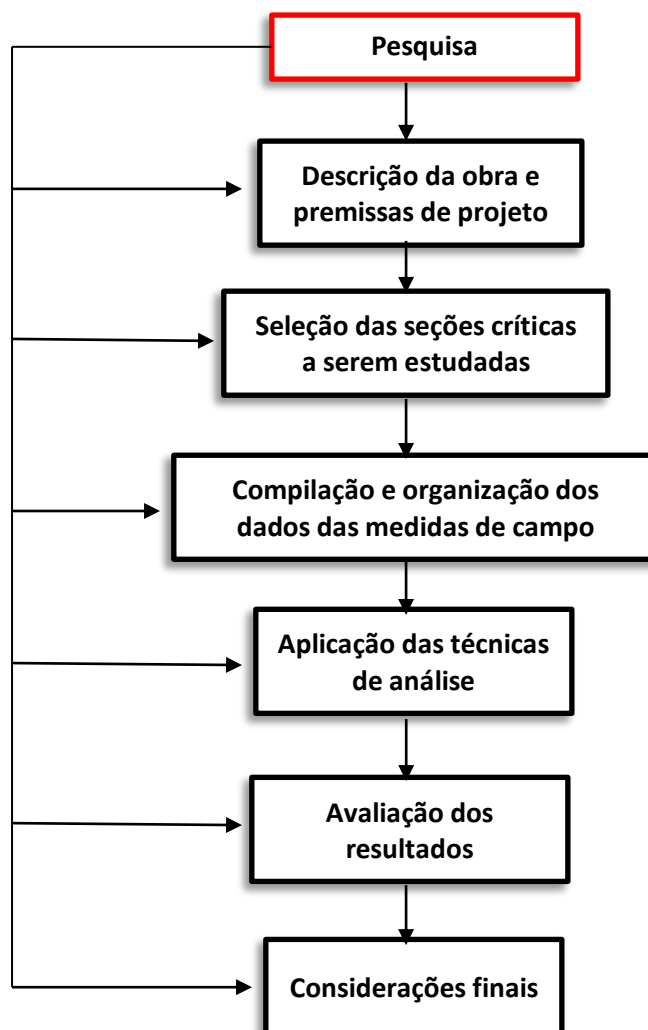 Pesquisa
Descrição da obra e
premissas de projeto
Seleção das seções críticas
a serem estudadas
Compilação e organização dos
dados das medidas de campo
Aplicação das técnicas
de análise
Avaliação dos
resultados
Considerações finais